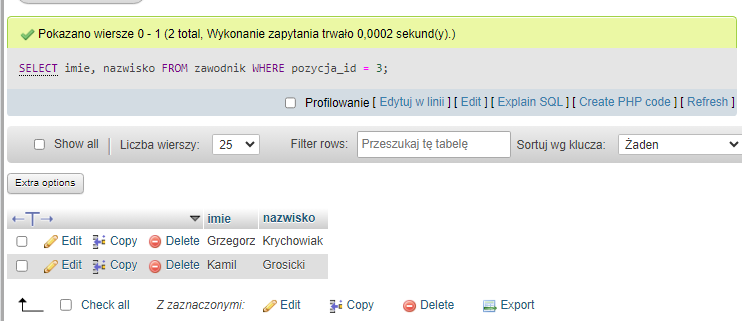 Pokazano wiersze 0 - 1 (2 total, Wykonanie zapytania trwało 0,0002 sekund(y).)
SELECT imie, nazwisko FROM zawodnik WHERE pozycja_id = 3;
Profilowanie [ Edytuj w linii ] [ Edit ] [ Explain SQL ] [ Create PHP code ] [ Refresh ]
Show all Liczba wierszy: 25 Filter rows: Przeszukaj tę tabelę Sortuj wg klucza: Żaden
Extra options
imie nazwisko
Edit Copy Delete Grzegorz Krychowiak
Edit Copy Delete Kamil Grosicki
Check all Z zaznaczonymi: Edit Copy Delete Export